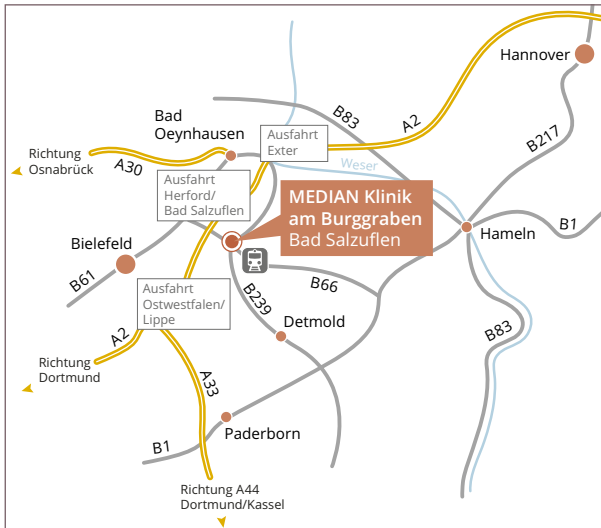 Hannover
B83
A2
B217
Bad
Oeynhausen
Ausfahrt
Exter
Richtung
Osnabrück
A30
Weser
Ausfahrt
Herford/
Bad Salzuflen
MEDIAN Klinik
am Burggraben
Bad Salzuflen
B1
Hameln
Bielefeld
B61
B66
Ausfahrt
Ostwestfalen/
Lippe
B239
Detmold
B83
A2
Richtung
Dortmund
A33
Paderborn
B1
Richtung A44
Dortmund/Kassel